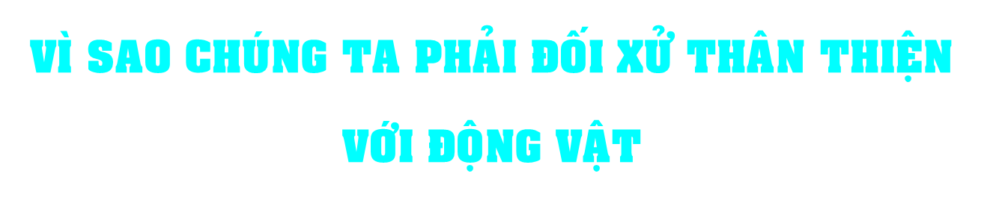 VÌ SAO CHÚNG TA PHẢI ĐỐI XỬ THÂN THIỆN
VỚI ĐỘNG VẬT